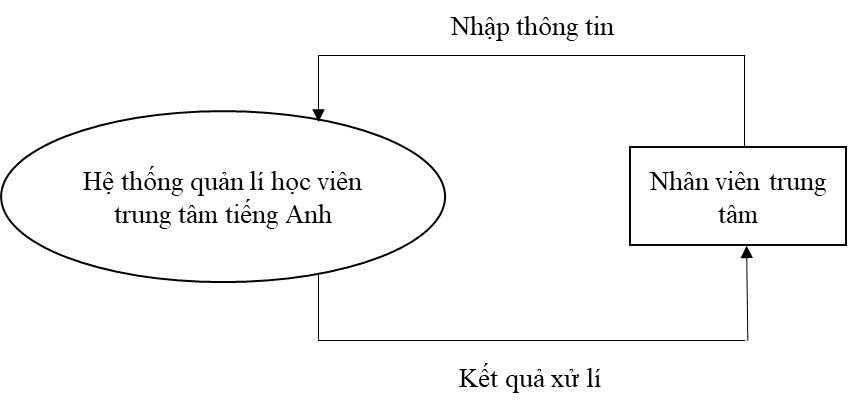 Nhập thông tin
Hệ thống quản lí học viên
trung tâm tiếng Anh
Nhân viên trung
tâm
Kết quả xử lí